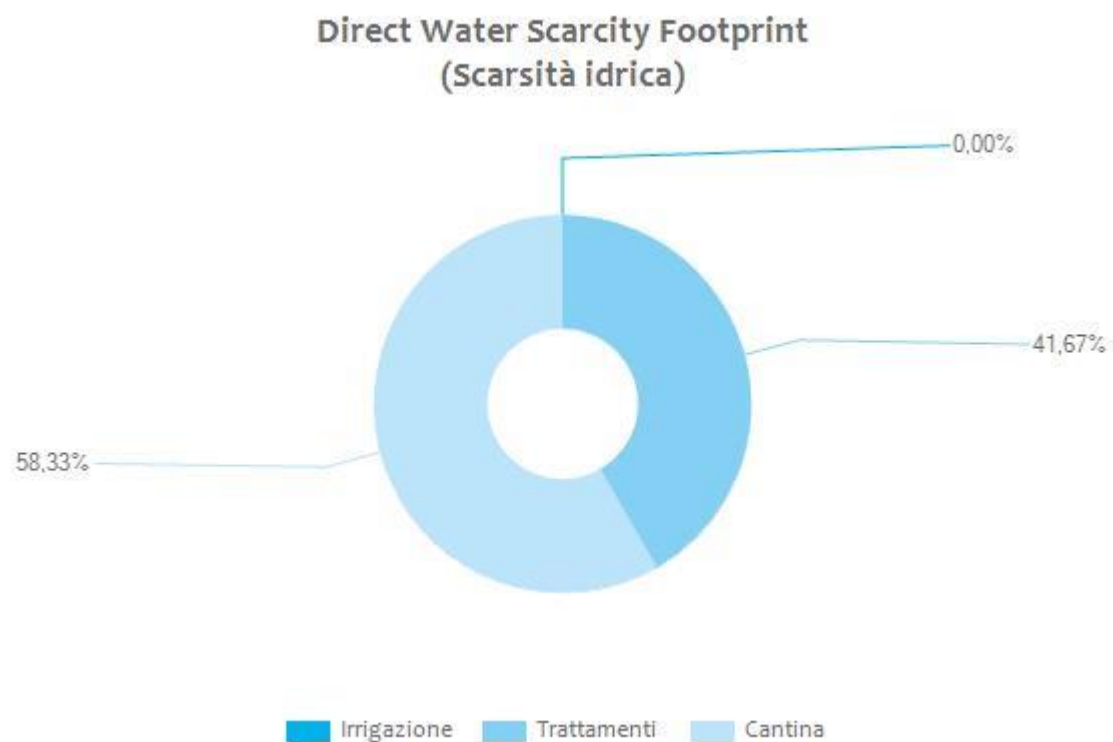 Direct Water Scarcity Footprint
(Scarsità idrica)
0,00%
41,67%
58,33%
Irrigazione
Trattamenti
Cantina